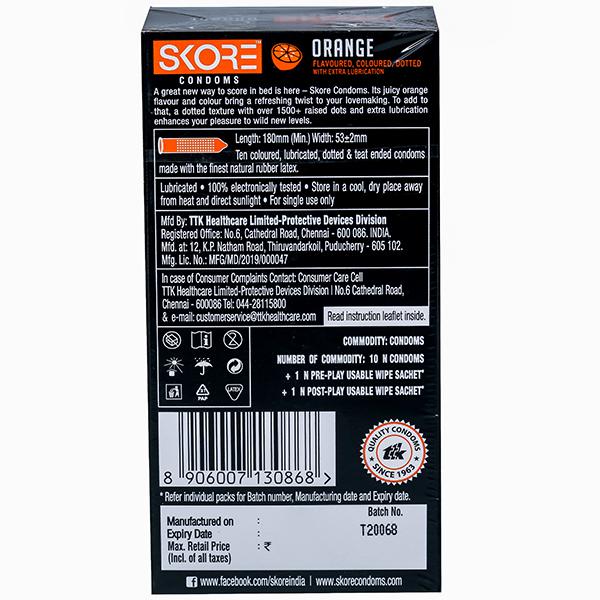 SKORE™
CONDOMS
ORANGE
FLAVOURED, COLOURED, DOTTED
WITH EXTRA LUBRICATION
A great new way to score in bed is here – Skore Condoms. Its juicy orange
flavour and colour bring a refreshing twist to your lovemaking. To add to
that, a dotted texture with over 1500+ raised dots and extra lubrication
enhances your pleasure to wild new levels.
Length: 180mm (Min.) Width: 53±2mm
Ten coloured, lubricated, dotted & teat ended condoms
made with the finest natural rubber latex.
Lubricated • 100% electronically tested • Store in a cool, dry place away
from heat and direct sunlight • For single use only
Mfd By: TTK Healthcare Limited-Protective Devices Division
Registered Office: No.6, Cathedral Road, Chennai - 600 086. INDIA.
Mfd. at: 12, K.P. Natham Road, Thiruvandarkoil, Puducherry - 605 102.
Mfg. Lic. No.: MFG/MD/2019/000047
In case of Consumer Complaints Contact: Consumer Care Cell
TTK Healthcare Limited-Protective Devices Division I No.6 Cathedral Road,
Chennai - 600086 Tel: 044-28115800
& e-mail: customerservice@ttkhealthcare.com
Read instruction leaflet inside.
COMMODITY: CONDOMS
NUMBER OF COMMODITY: 10 N CONDOMS
+ 1 N PRE-PLAY USABLE WIPE SACHET*
+ 1 N POST-PLAY USABLE WIPE SACHET*
21
PAP
LATEX
QUALITY CONDOMS
ttk
SINCE 1963
8 906007 130868 >
* Refer individual packs for Batch number, Manufacturing date and Expiry date.
Batch No.
T20068
Manufactured on :
Expiry Date :
Max. Retail Price : ₹
(Incl. of all taxes)
f www.facebook.com/skoreindia | www.skorecondoms.com